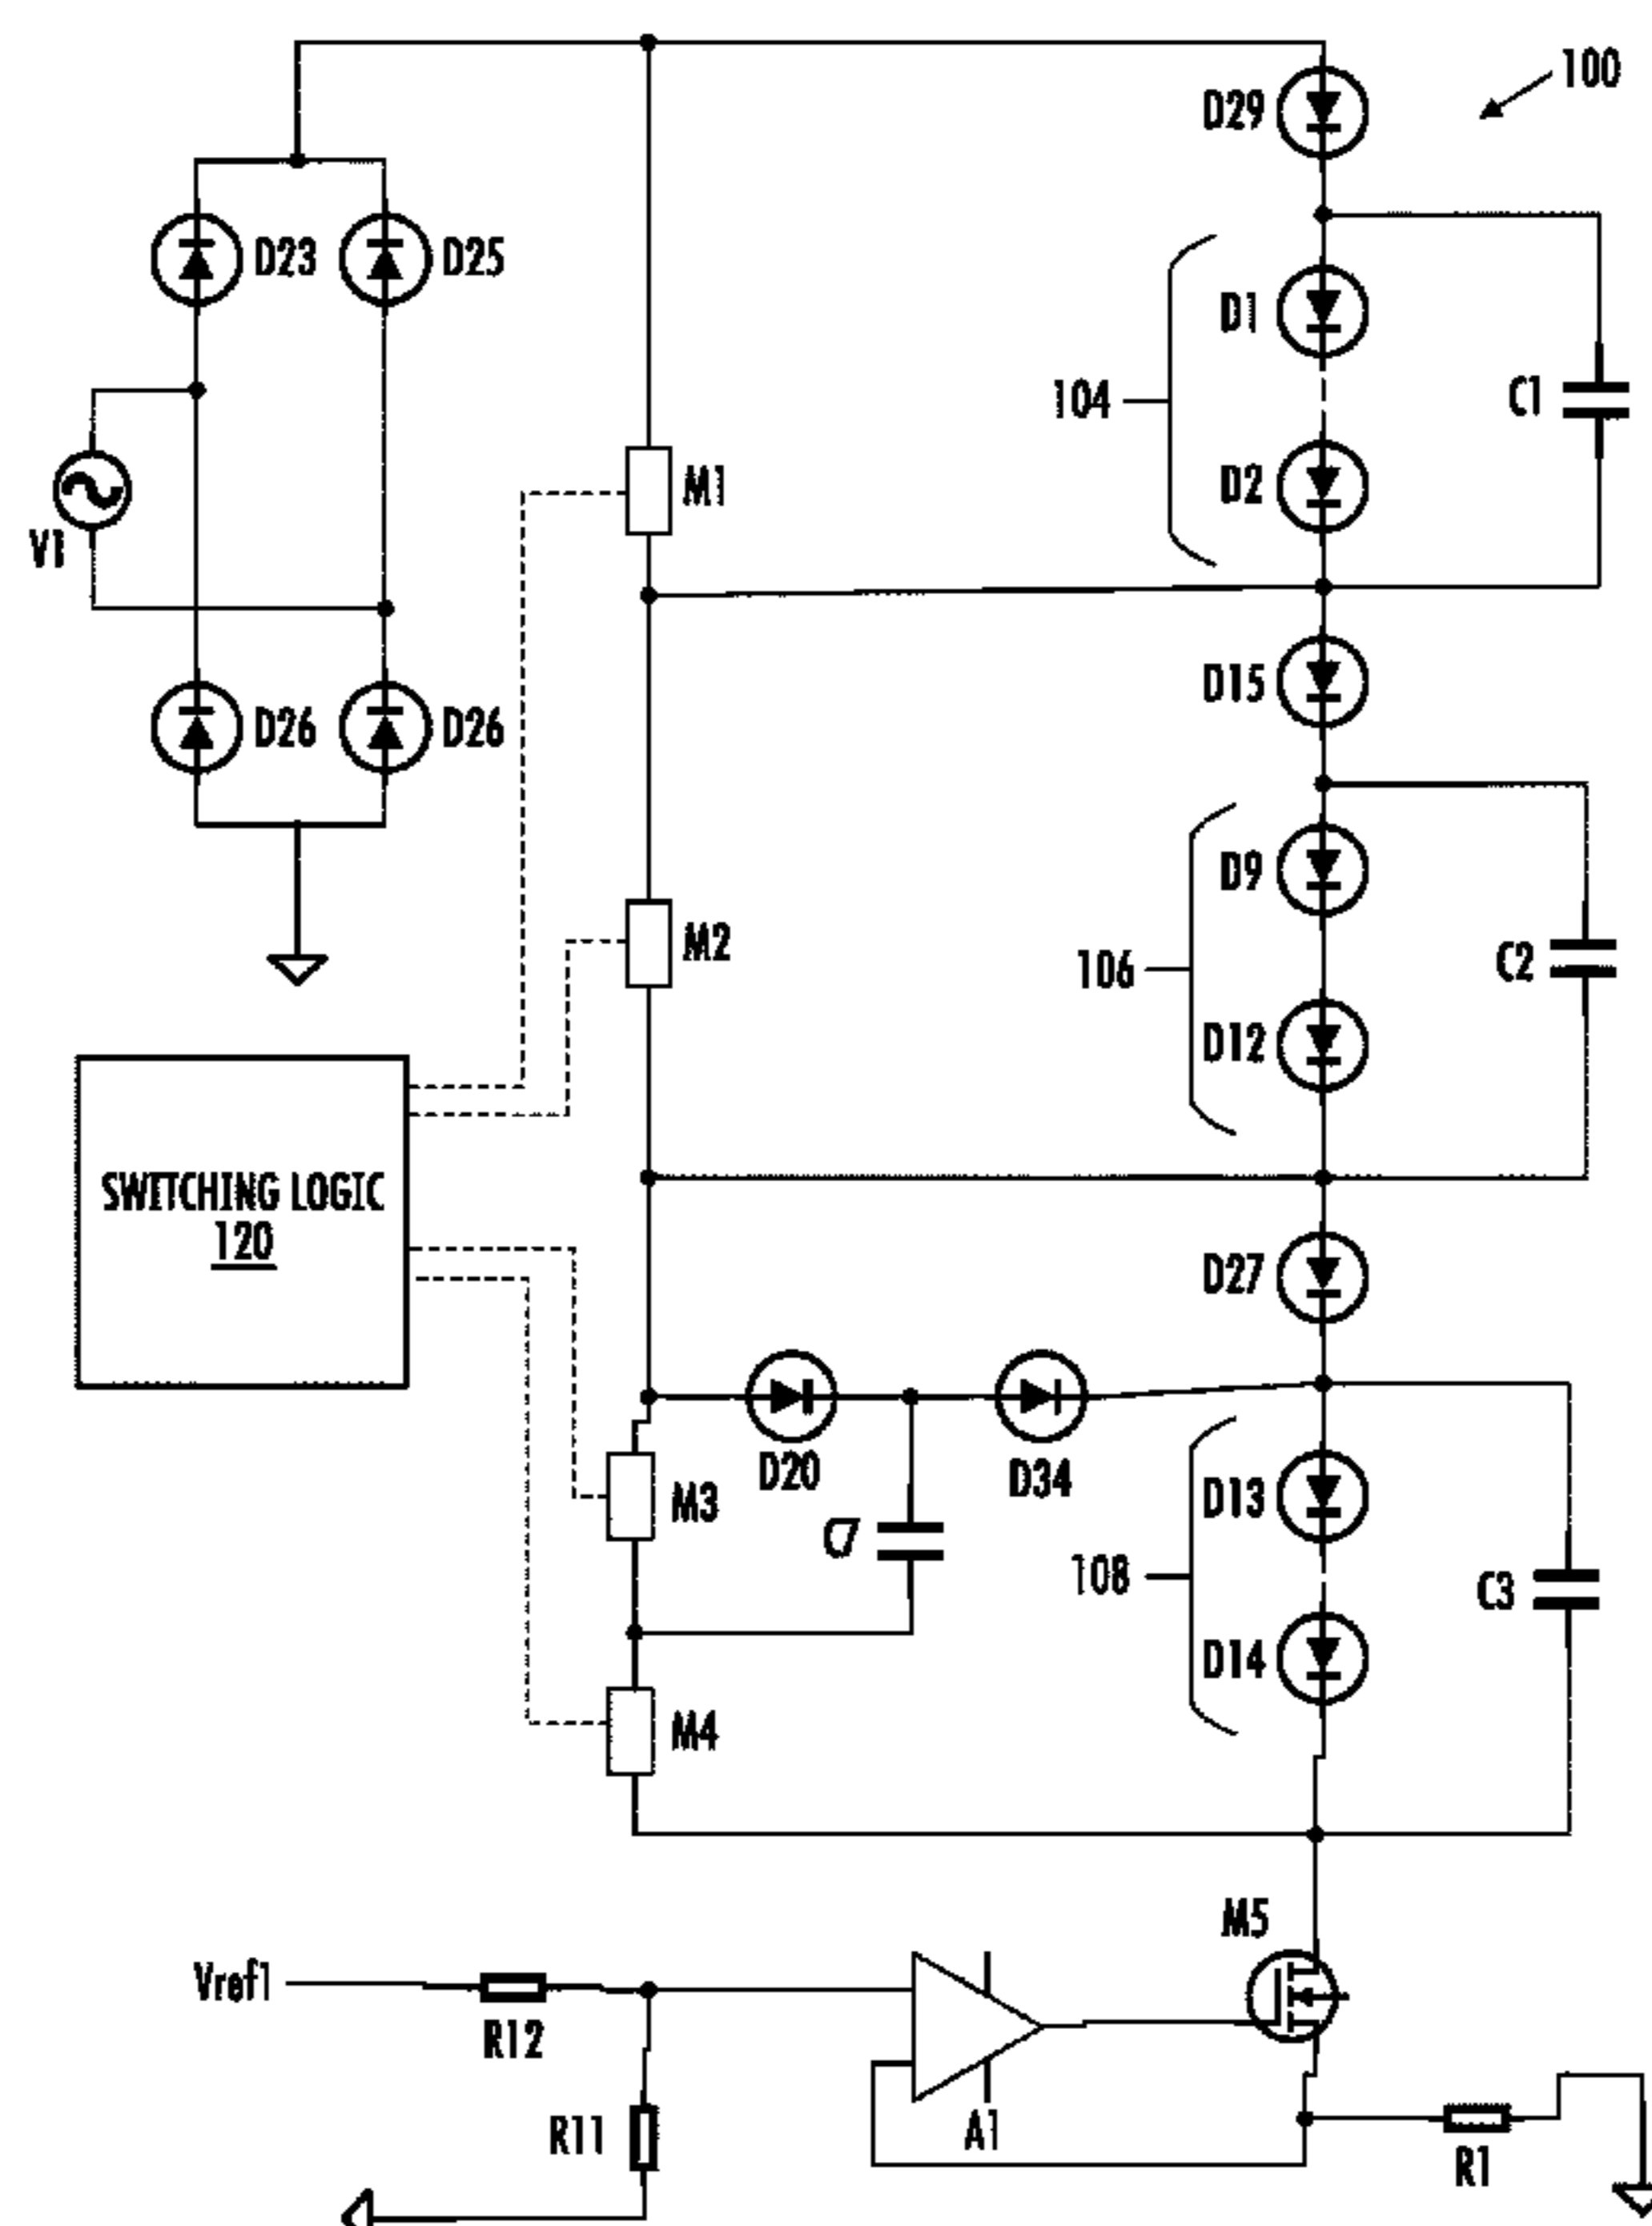 100
D29
D23
D25
D1
104
C1
D2
M1
V1
D15
D26
D26
D9
M2
106
C2
D12
SWITCHING LOGIC
120
D27
D20
D34
M3
D13
C7
108
C3
D14
M4
M5
Vref1
R12
R11
A1
R1